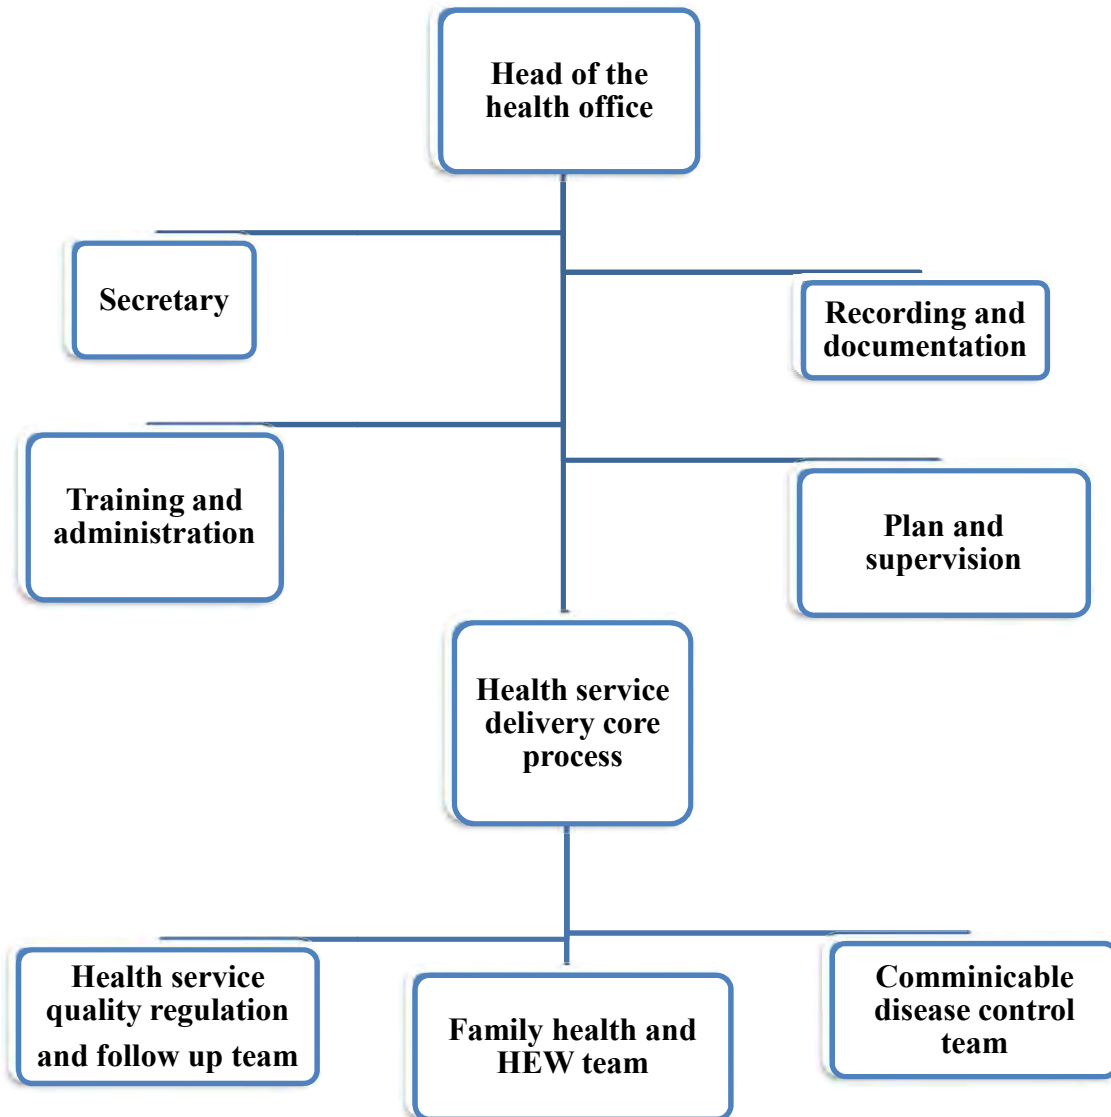 Head of the
health office
Secretary
Recording and
documentation
Training and
administration
Plan and
supervision
Health service
delivery core
process
Health service
quality regulation
and follow up team
Family health and
HEW team
Comminicable
disease control
team